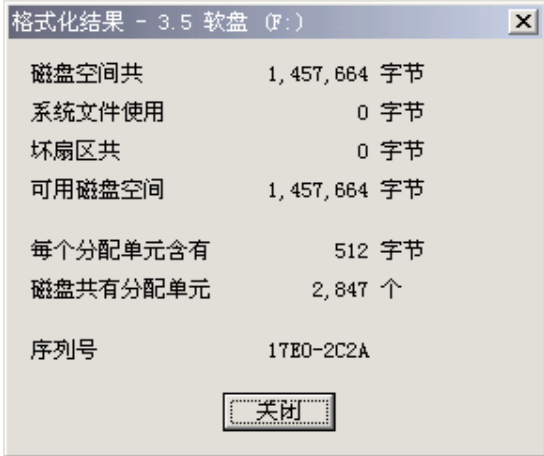 格式化结果 - 3.5 软盘 (F:)
磁盘空间共 1,457,664 字节
系统文件使用 0 字节
坏扇区共 0 字节
可用磁盘空间 1,457,664 字节
每个分配单元含有 512 字节
磁盘共有分配单元 2,847 个
序列号 17E0-2C2A
关闭